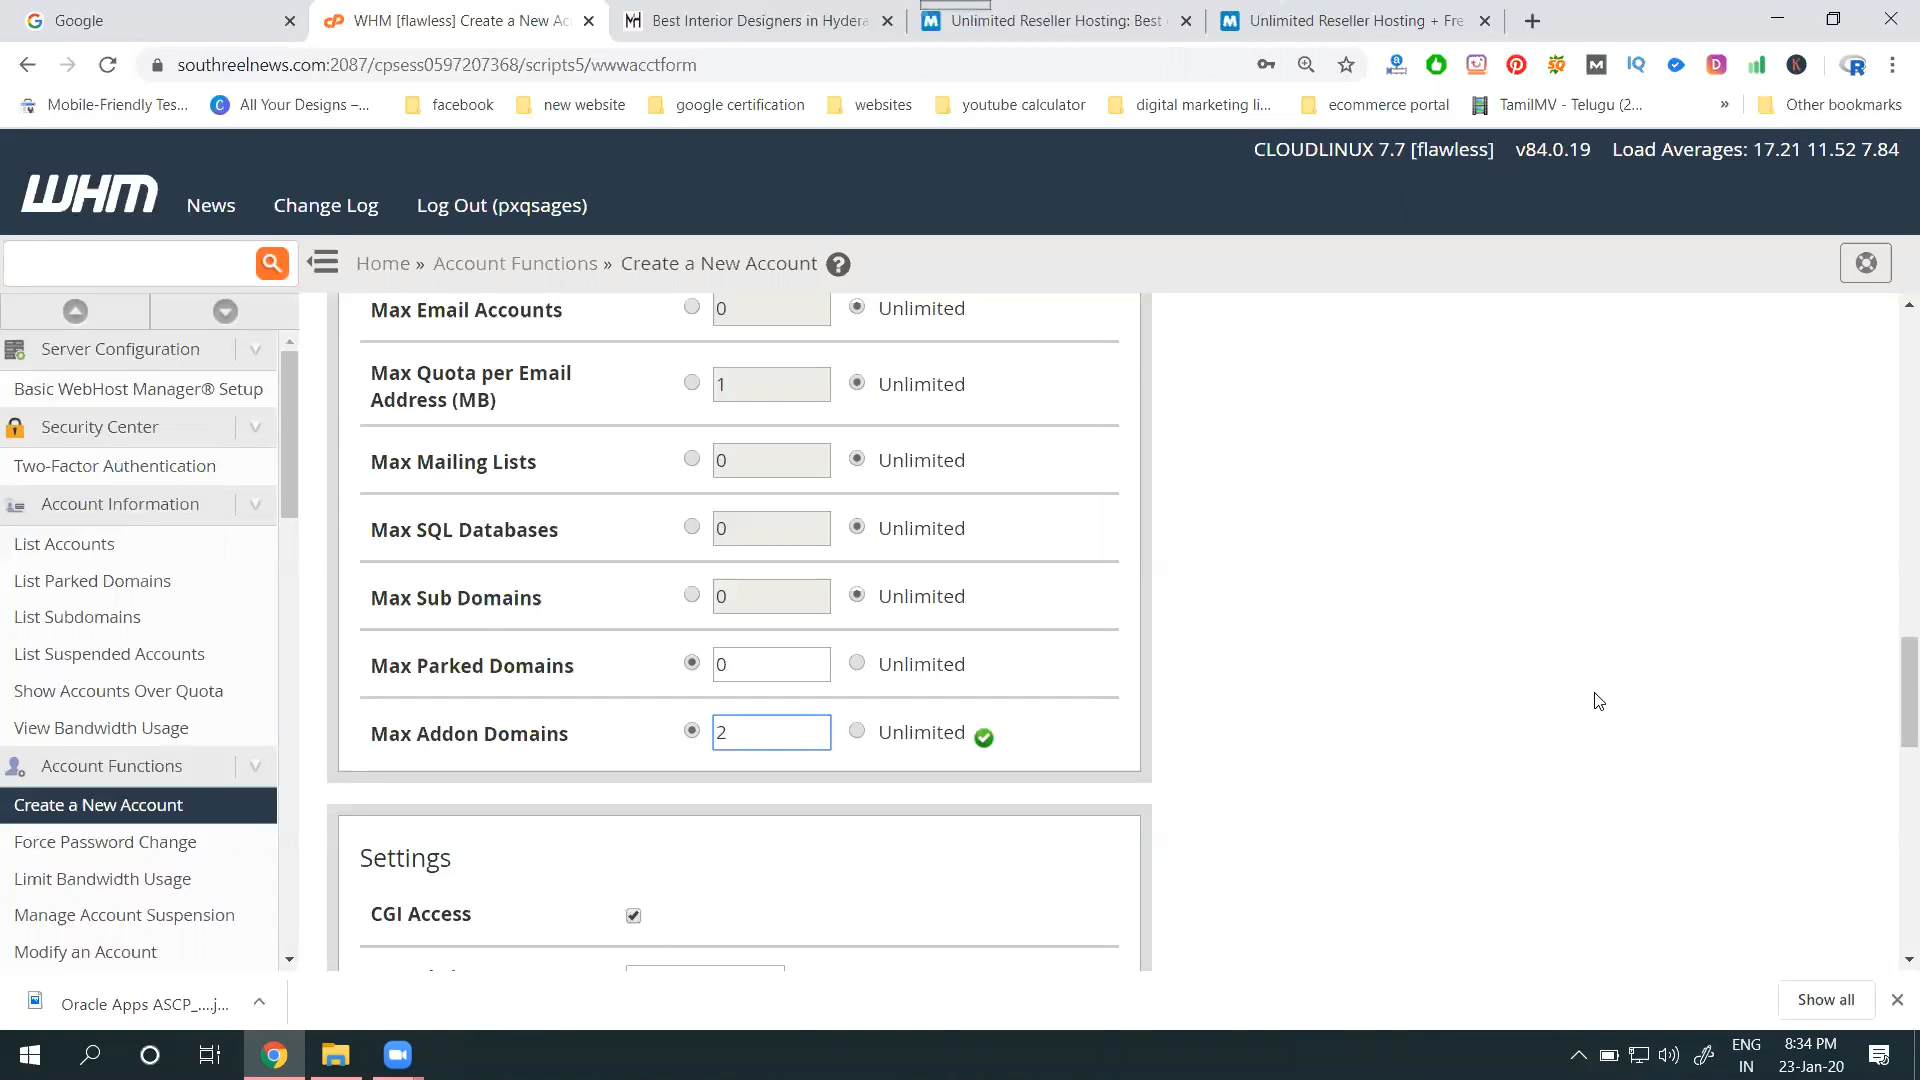 Google
WHM [flawless] Create a New Ac
Best Interior Designers in Hydera
Unlimited Reseller Hosting: Best
Unlimited Reseller Hosting + Fre
southreelnews.com:2087/cpsess0597207368/scripts5/wwwacctform
Mobile-Friendly Tes...
All Your Designs –...
facebook
new website
google certification
websites
youtube calculator
digital marketing li...
ecommerce portal
TamilMV - Telugu (2...
»
Other bookmarks
CLOUDLINUX 7.7 [flawless] v84.0.19 Load Averages: 17.21 11.52 7.84
WHM
News
Change Log
Log Out (pxqsages)
Home » Account Functions » Create a New Account
Server Configuration
Basic WebHost Manager® Setup
Security Center
Two-Factor Authentication
Account Information
List Accounts
List Parked Domains
List Subdomains
List Suspended Accounts
Show Accounts Over Quota
View Bandwidth Usage
Account Functions
Create a New Account
Force Password Change
Limit Bandwidth Usage
Manage Account Suspension
Modify an Account
Max Email Accounts 0 Unlimited
Max Quota per Email
Address (MB) 1 Unlimited
Max Mailing Lists 0 Unlimited
Max SQL Databases 0 Unlimited
Max Sub Domains 0 Unlimited
Max Parked Domains 0 Unlimited
Max Addon Domains 2 Unlimited
Settings
CGI Access
Oracle Apps ASCP_....j...
Show all
ENG
IN
8:34 PM
23-Jan-20